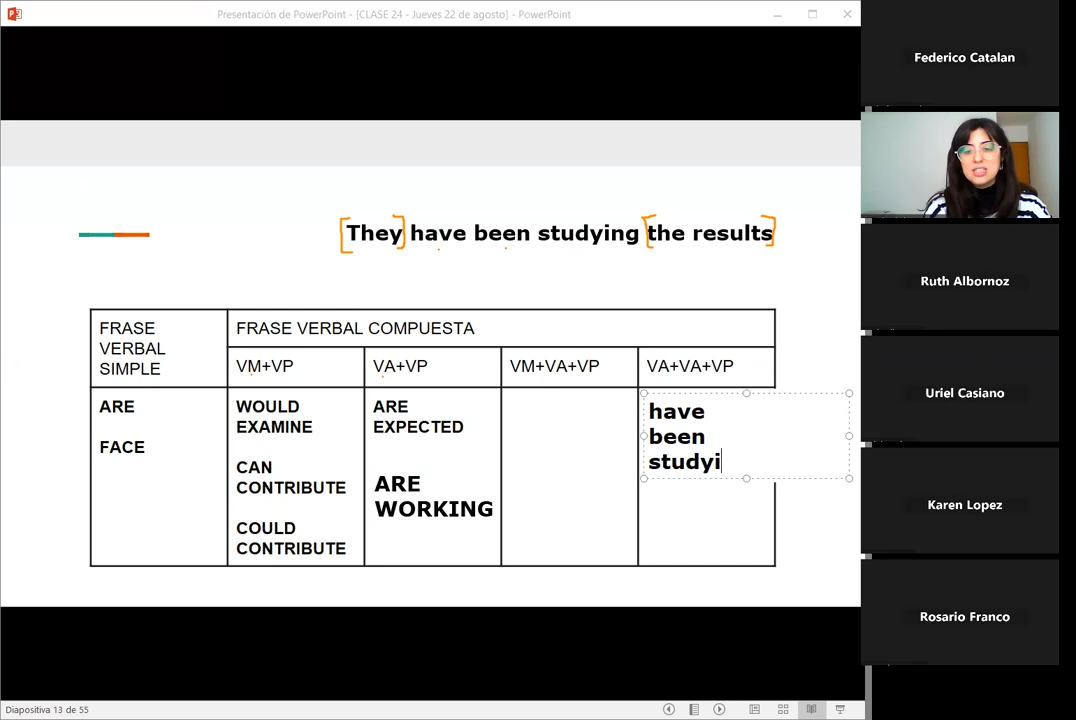 Presentación de PowerPoint - [CLASE 24 - Jueves 22 de agosto] - PowerPoint
They have been studying the results
FRASE VERBAL SIMPLE
FRASE VERBAL COMPUESTA
VM+VP
VA+VP
VM+VA+VP
VA+VA+VP
ARE
FACE
WOULD
EXAMINE
CAN
CONTRIBUTE
COULD
CONTRIBUTE
ARE
EXPECTED
ARE
WORKING
have
been
studyi
Diapositiva 13 de 55
Federico Catalan
Ruth Albornoz
Uriel Casiano
Karen Lopez
Rosario Franco